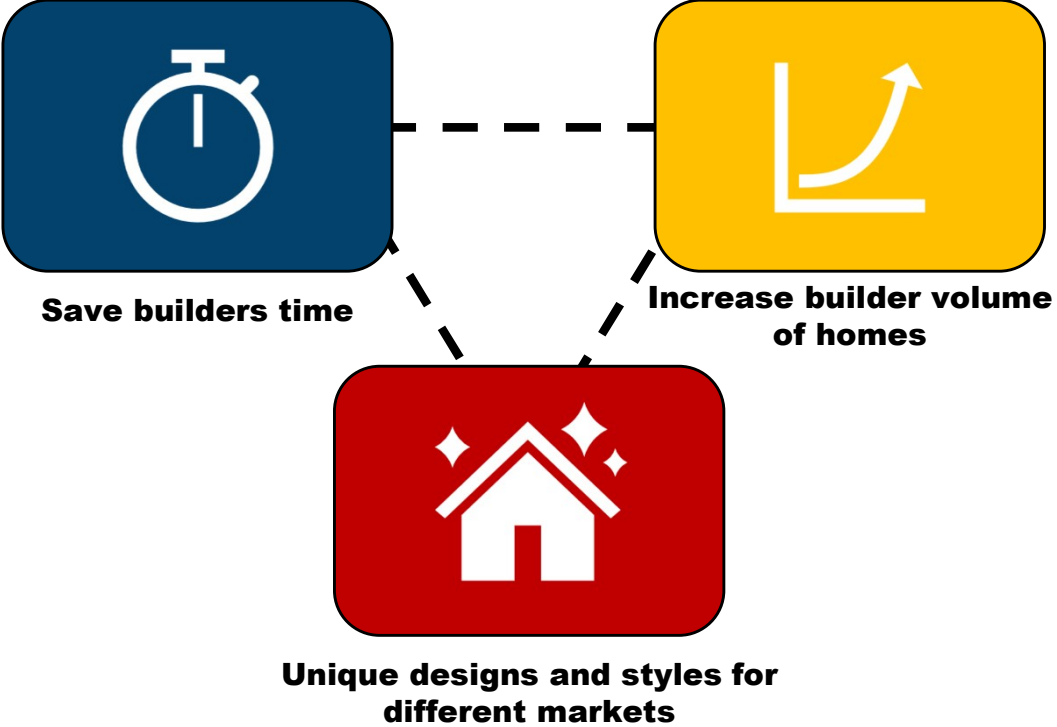 Save builders time
Increase builder volume
of homes
Unique designs and styles for
different markets